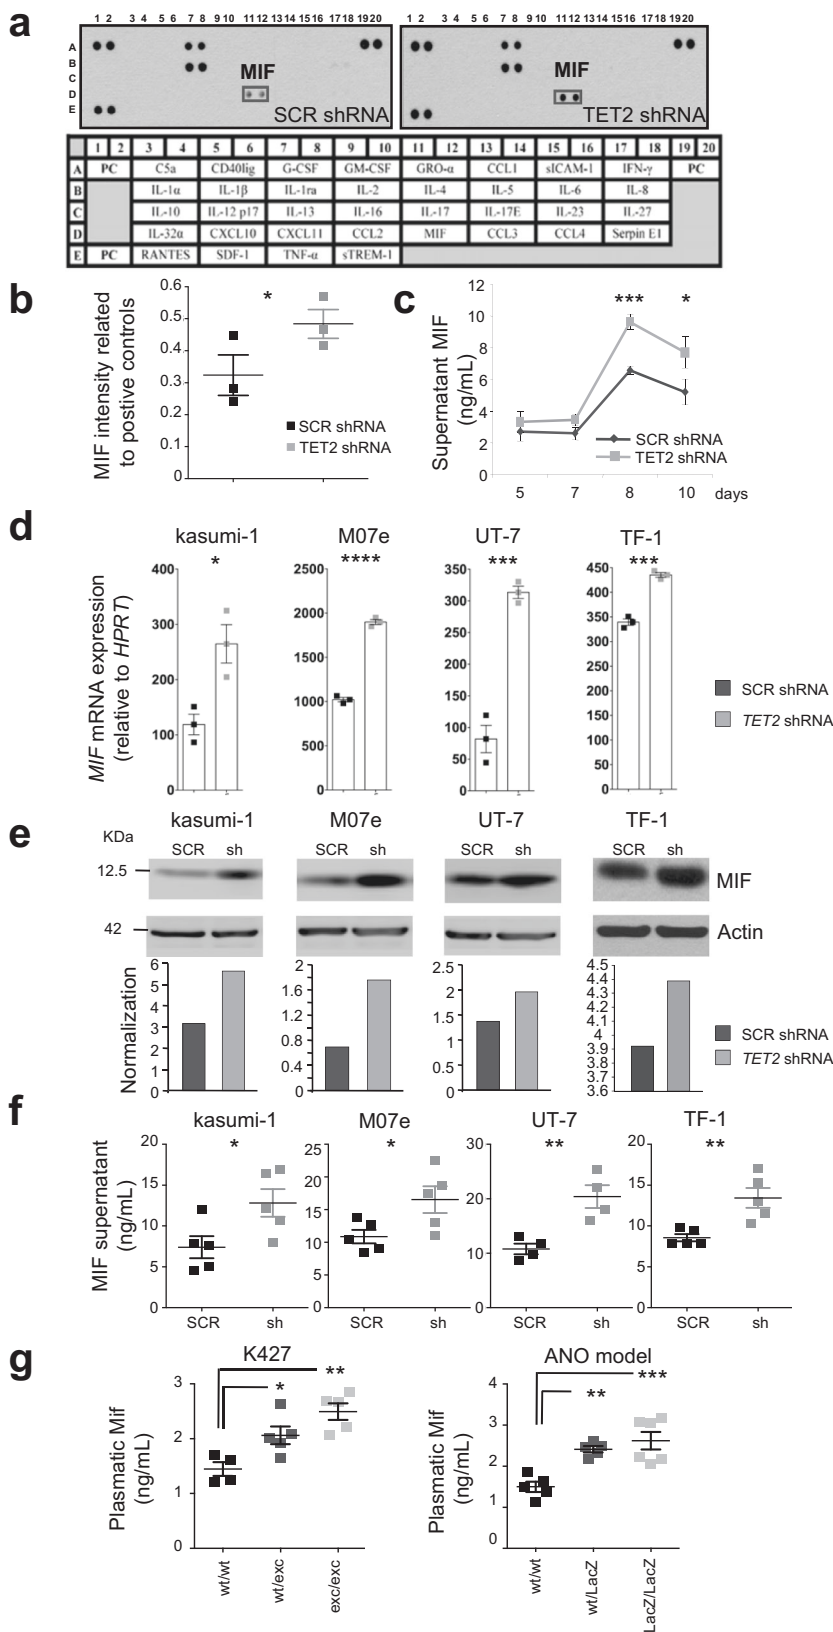 a
1 2 3 4 5 6 7 8 9 10 11 12 13 14 15 16 17 18 19 20
1 2 3 4 5 6 7 8 9 10 11 12 13 14 15 16 17 18 19 20
A
B
C
D
E
MIF
SCR shRNA
MIF
TET2 shRNA
1 2 3 4 5 6 7 8 9 10 11 12 13 14 15 16 17 18 19 20
A PC C5a CD40lig G-CSF GM-CSF GRO-α CCL1 sICAM-1 IFN-γ PC
B IL-1α IL-1β IL-1ra IL-2 IL-4 IL-5 IL-6 IL-8
C IL-10 IL-12 p17 IL-13 IL-16 IL-17 IL-17E IL-23 IL-27
D IL-32α CXCL10 CXCL11 CCL2 MIF CCL3 CCL4 Serpin E1
E PC RANTES SDF-1 TNF-α sTREM-1
b
MIF intensity related
to postive controls
0.6
0.5
0.4
0.3
0.2
0.1
0
*
SCR shRNA
TET2 shRNA
c
Supernatant MIF
(ng/mL)
12
10
8
6
4
2
0
*** *
SCR shRNA
TET2 shRNA
5 7 8 10 days
d
MIF mRNA expression
(relative to HPRT)
kasumi-1
*
400
300
200
100
0
M07e
****
2500
2000
1500
1000
500
0
UT-7
***
350
300
250
200
150
100
50
0
TF-1
***
450
400
350
300
250
200
150
100
50
0
SCR shRNA
TET2 shRNA
e
kasumi-1 M07e UT-7 TF-1
KDa
SCR sh SCR sh SCR sh SCR sh
12.5
MIF
42
Actin
Normalization
6
5
4
3
2
1
0
2
1.6
1.2
0.8
0.4
0
2.5
2
1.5
1
0.5
0
4.5
4.4
4.3
4.2
4.1
4
3.9
3.8
3.7
3.6
SCR shRNA
TET2 shRNA
f
MIF supernatant
(ng/mL)
kasumi-1
*
20
15
10
5
0
SCR sh
M07e
*
25
20
15
10
5
0
SCR sh
UT-7
**
30
20
10
0
SCR sh
TF-1
**
20
15
10
5
0
SCR sh
g
K427
Plasmatic Mif
(ng/mL)
3
2
1
0
*
**
wt/wt
wt/exc
exc/exc
ANO model
Plasmatic Mif
(ng/mL)
4
3
2
1
0
**
***
wt/wt
wt/LacZ
LacZ/LacZ